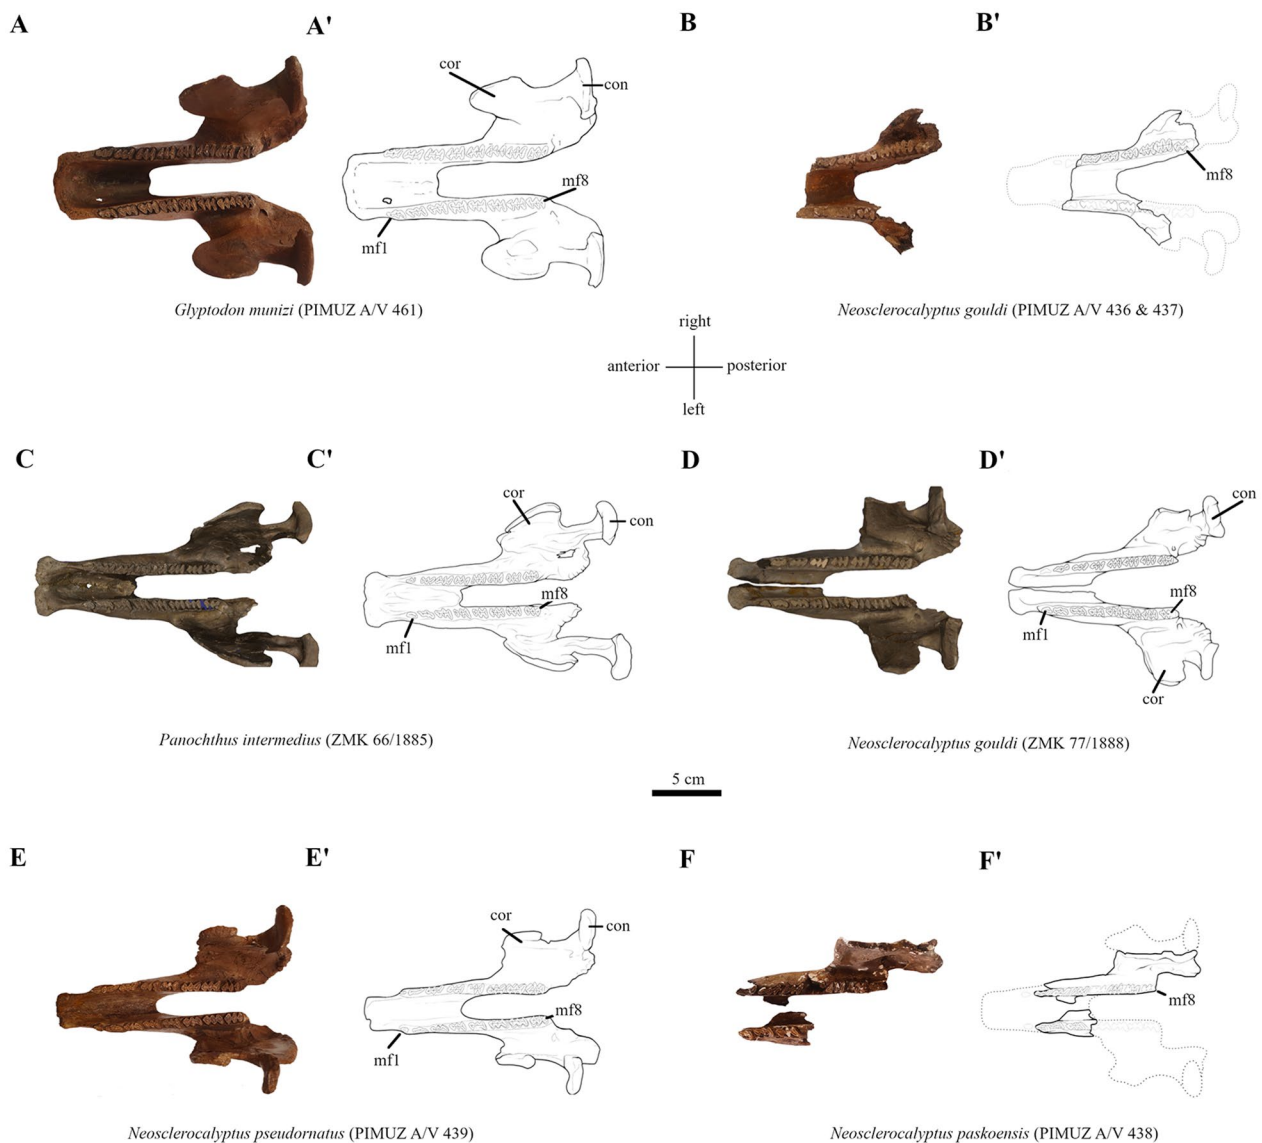 A
A'
B
B'
cor
con
mf8
mf1
mf8
Glyptodon munizi (PIMUZ A/V 461)
Neosclerocalyptus gouldi (PIMUZ A/V 436 & 437)
right
anterior
posterior
left
C
C'
D
D'
cor
con
mf8
mf1
con
mf8
mf1
cor
Panochthus intermedius (ZMK 66/1885)
Neosclerocalyptus gouldi (ZMK 77/1888)
5 cm
E
E'
F
F'
cor
con
mf8
mf1
mf8
Neosclerocalyptus pseudornatus (PIMUZ A/V 439)
Neosclerocalyptus paskoensis (PIMUZ A/V 438)